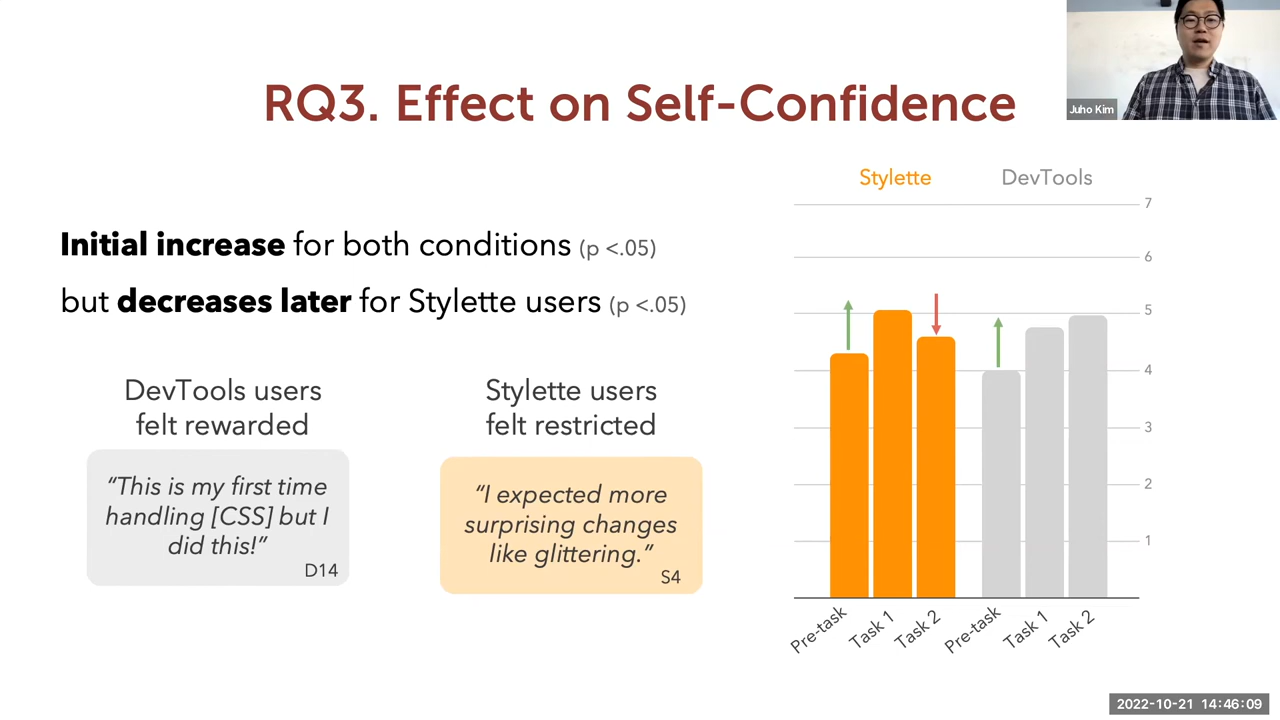 RQ3. Effect on Self-Confidence
Juho Kim
Initial increase for both conditions (p <.05)
but decreases later for Stylette users (p <.05)
DevTools users
felt rewarded
“This is my first time
handling [CSS] but I
did this!”
D14
Stylette users
felt restricted
“I expected more
surprising changes
like glittering.”
S4
Stylette DevTools
7
6
5
4
3
2
1
Pre-task Task 1 Task 2 Pre-task Task 1 Task 2
2022-10-21 14:46:09